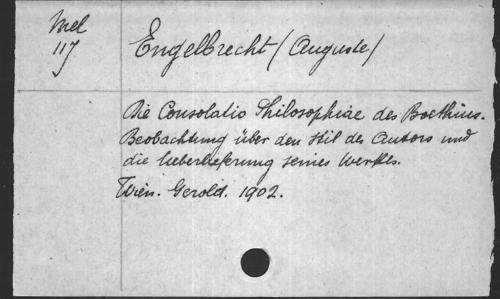 Mel
117
Engelbrecht (Auguste)
Die Consolatio Philosophiae des Boethius.
Beobachtung über den Stil des Autors und
die Ueberlieferung seines Werkes.
Wien. Gerold. 1902.